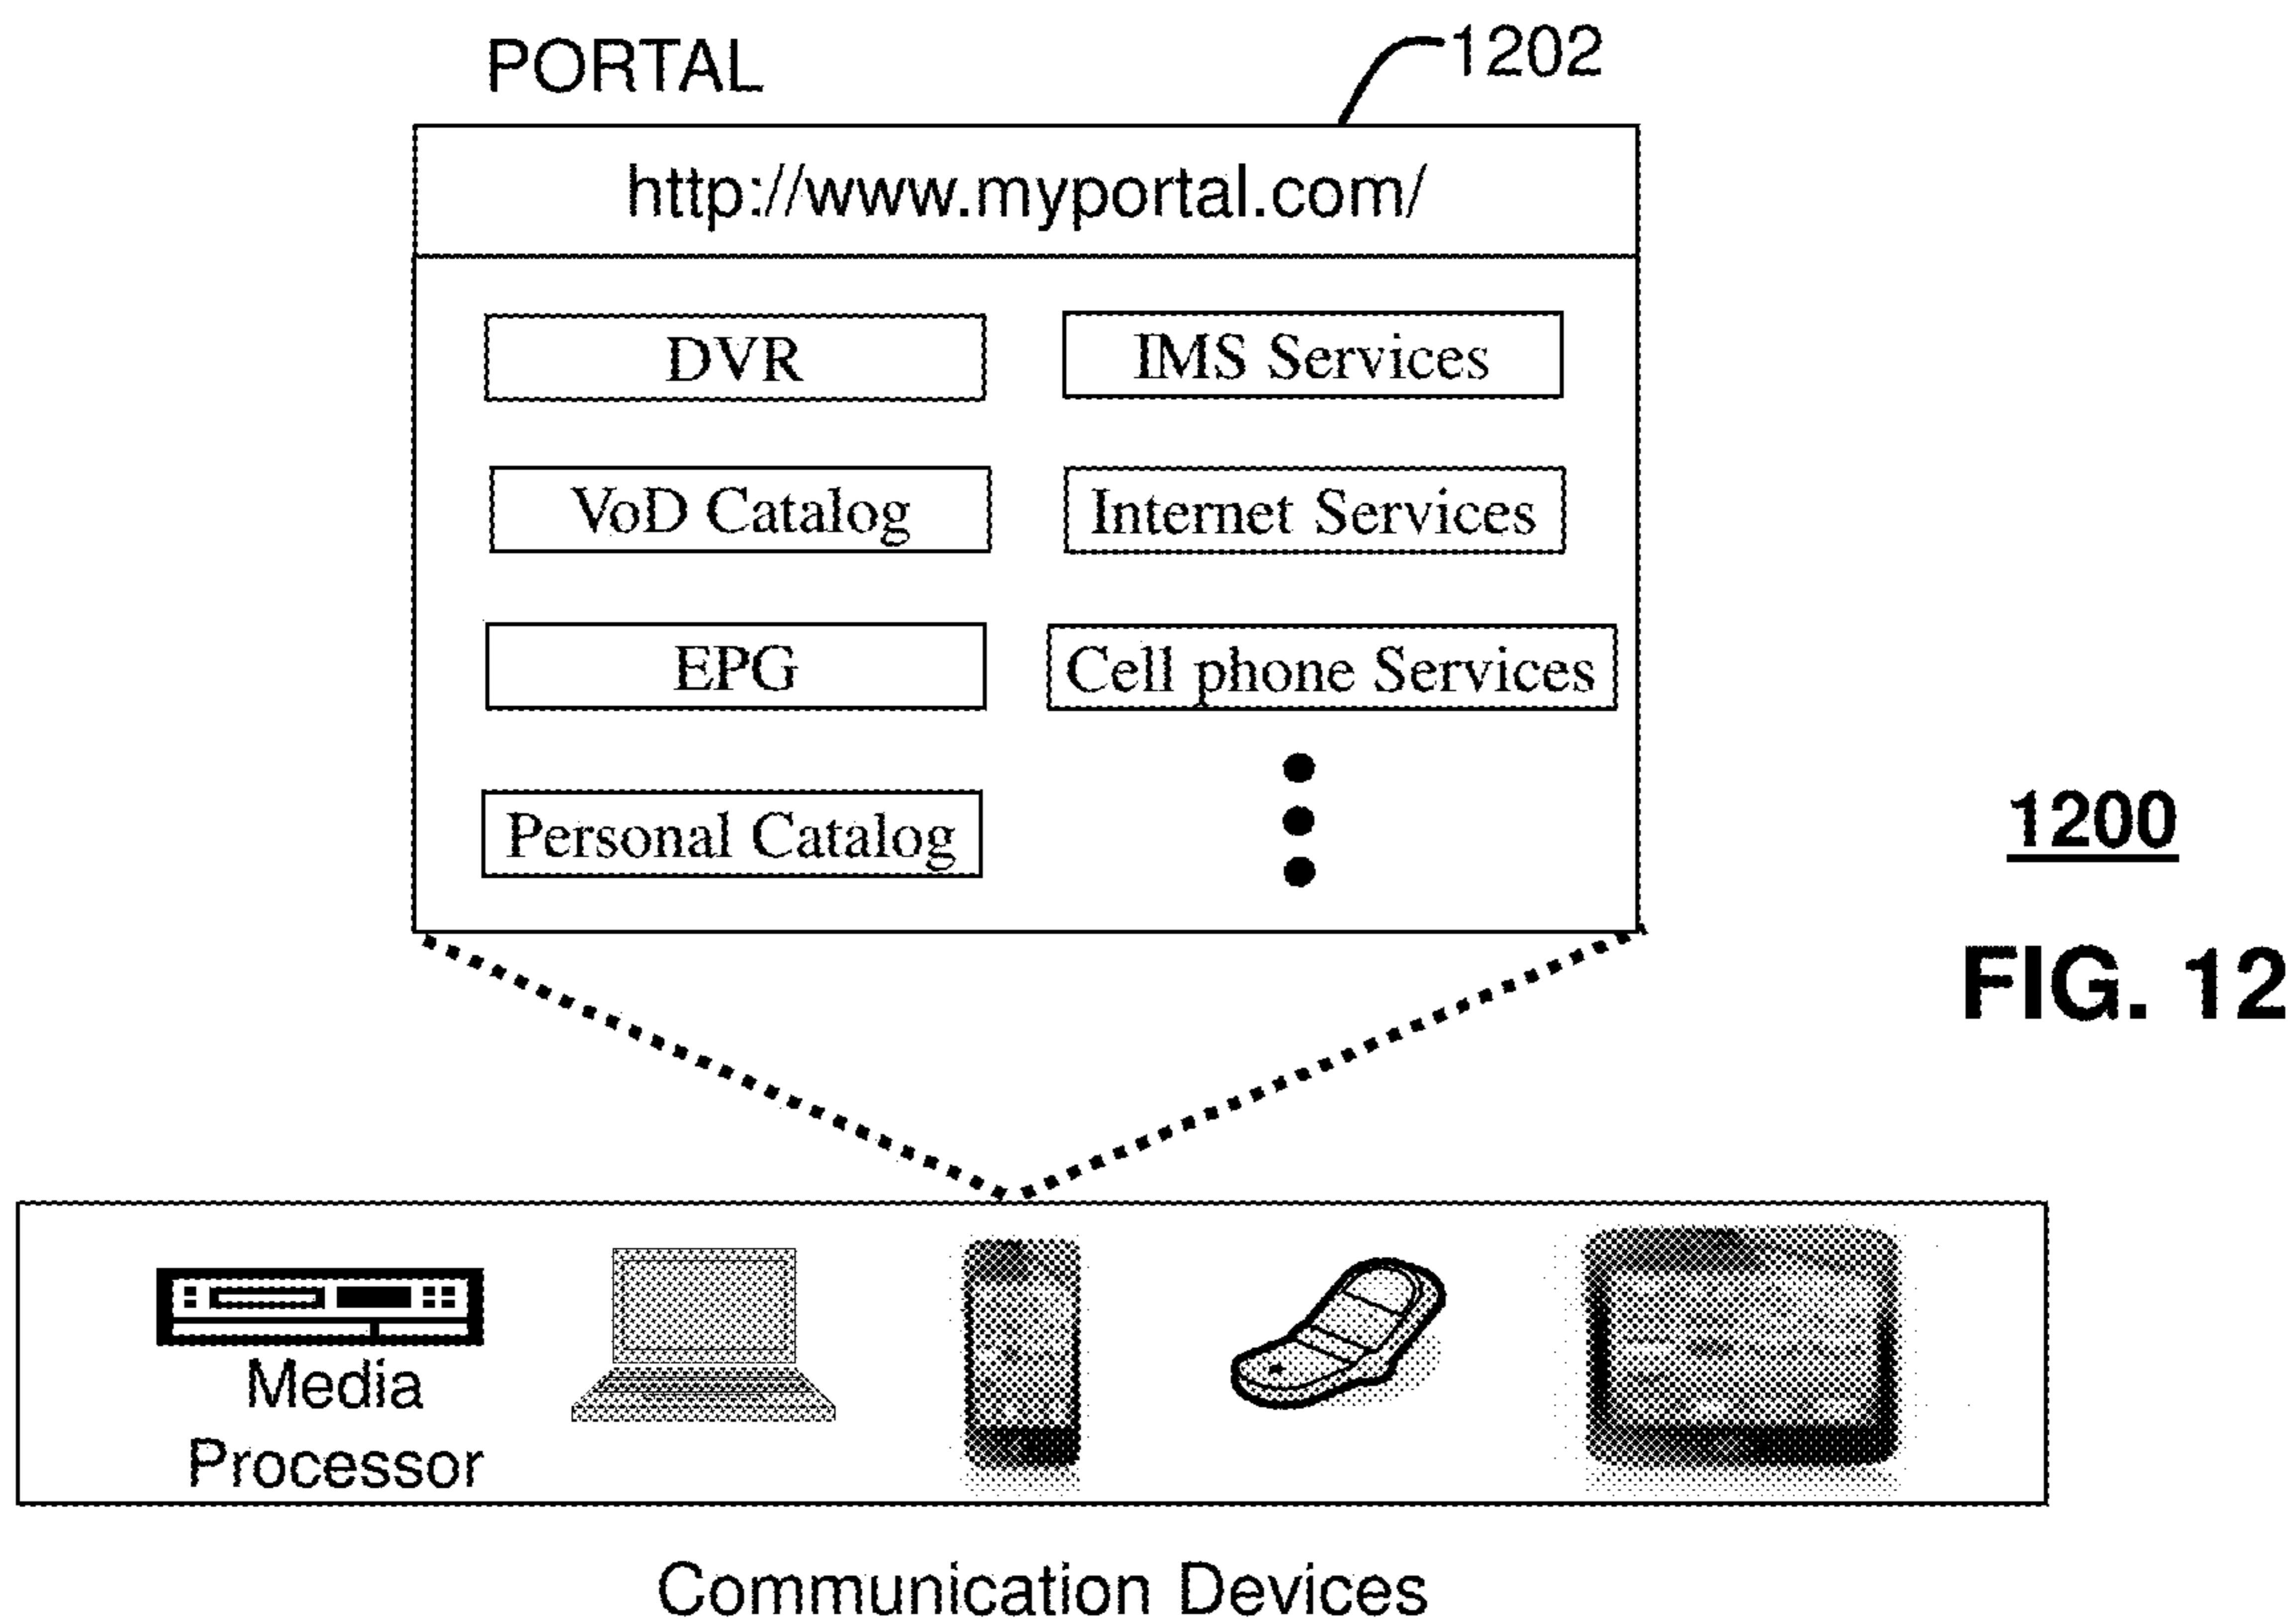 PORTAL
1202
http://www.myportal.com/
DVR
IMS Services
VoD Catalog
Internet Services
EPG
Cell phone Services
Personal Catalog
1200
FIG. 12
Media
Processor
Communication Devices